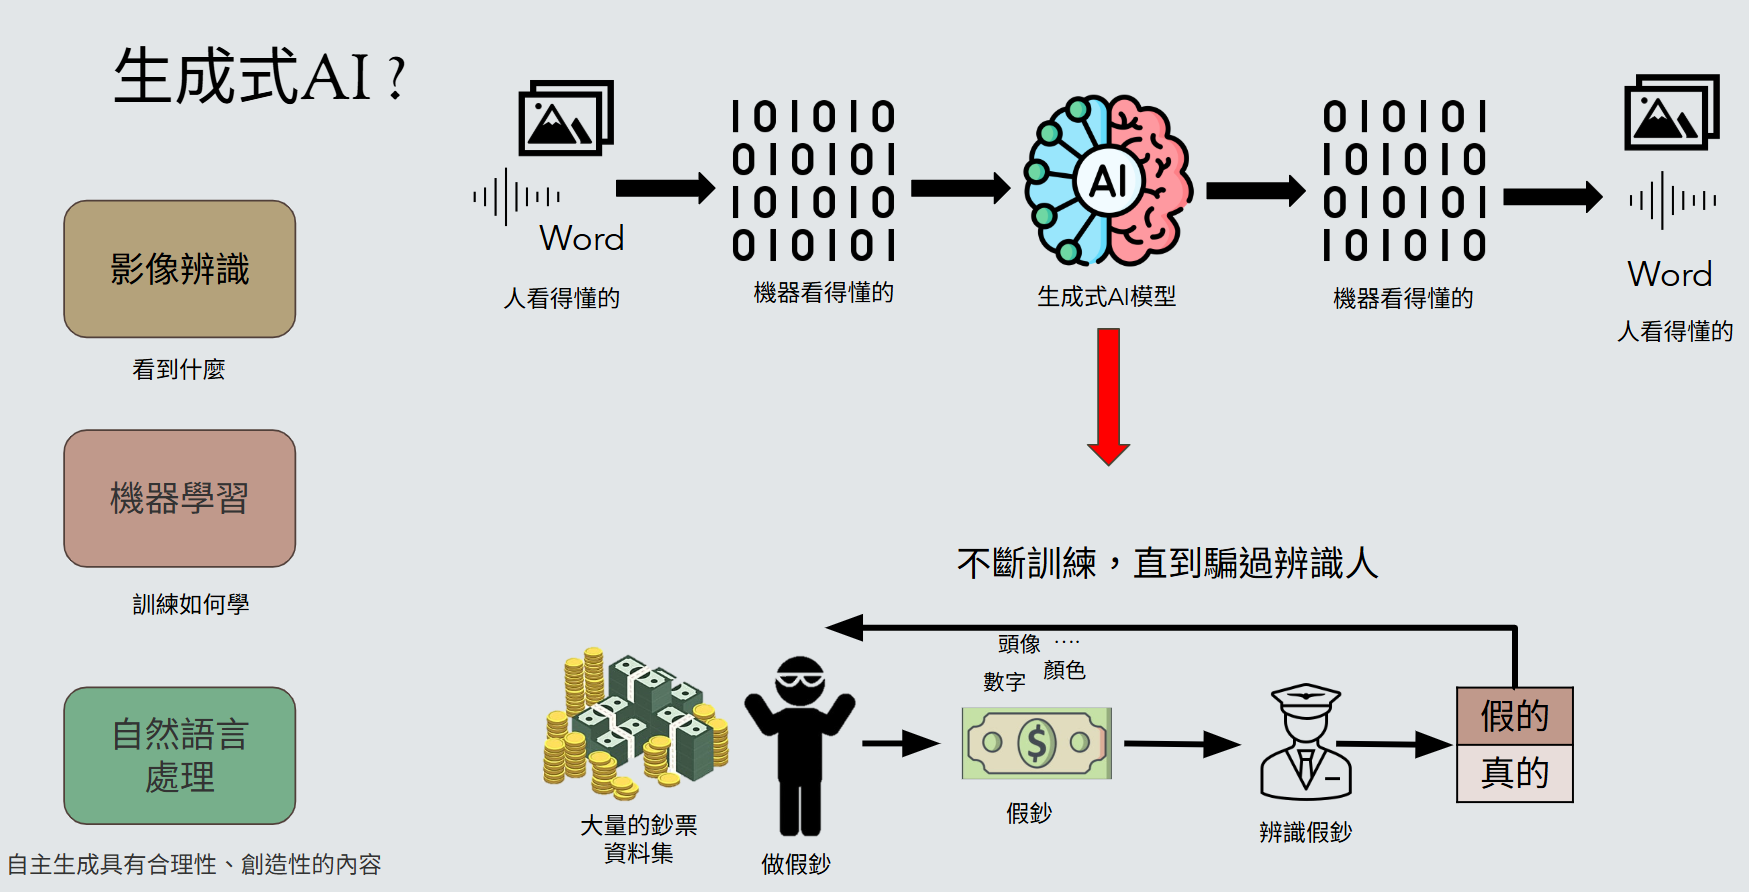 生成式AI ?
影像辨識
看到什麼
機器學習
訓練如何學
自然語言
處理
自主生成具有合理性、創造性的內容
Word
人看得懂的
101010
010101
101010
010101
機器看得懂的
AI
生成式AI模型
010101
101010
010101
101010
機器看得懂的
Word
人看得懂的
不斷訓練，直到騙過辨識人
大量的鈔票
資料集
做假鈔
頭像 ....
數字 顏色
$
假鈔
辨識假鈔
假的
真的